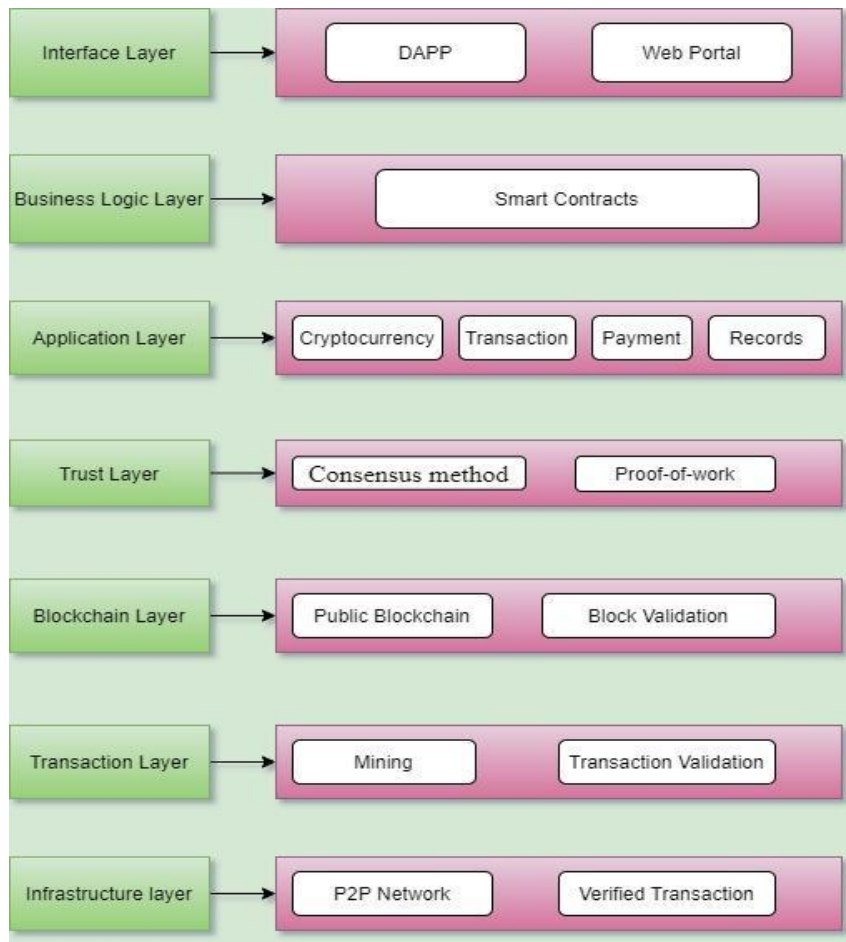 Interface Layer
DAPP
Web Portal
Business Logic Layer
Smart Contracts
Application Layer
Cryptocurrency
Transaction
Payment
Records
Trust Layer
Consensus method
Proof-of-work
Blockchain Layer
Public Blockchain
Block Validation
Transaction Layer
Mining
Transaction Validation
Infrastructure layer
P2P Network
Verified Transaction